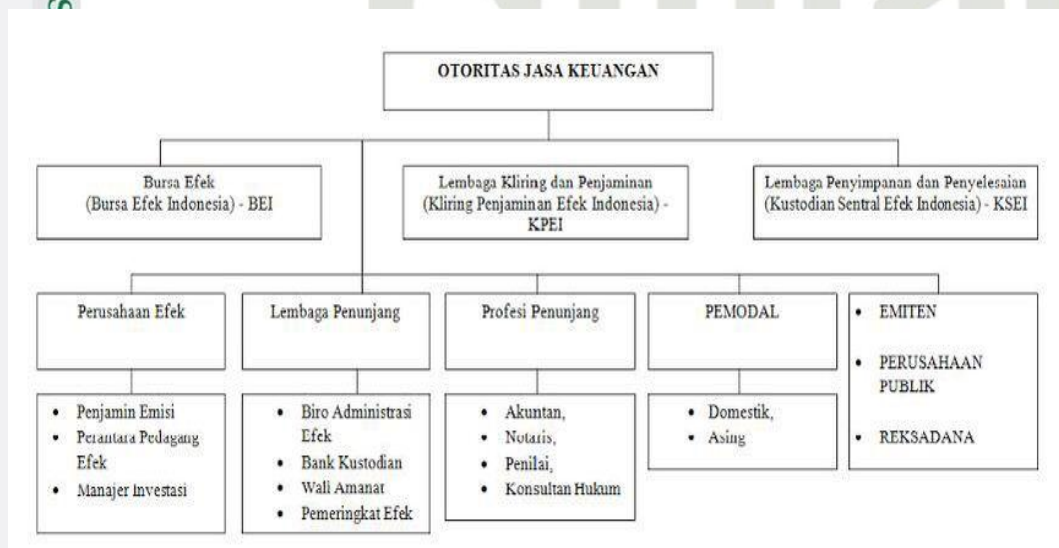 OTORITAS JASA KEUANGAN
Bursa Efek
(Bursa Efek Indonesia) - BEI
Lembaga Kliring dan Penjaminan
(Kliring Penjaminan Efek Indonesia) -
KPEI
Lembaga Penyimpanan dan Penyelesaian
(Kustodian Sentral Efek Indonesia) - KSEI
Perusahaan Efek
Lembaga Penunjang
Profesi Penunjang
PEMODAL
• EMITEN
• PERUSAHAAN
PUBLIK
• REKSADANA
• Penjamin Emisi
• Perantara Pedagang
Efek
• Manajer Investasi
• Biro Administrasi
Efek
• Bank Kustodian
• Wali Amanat
• Pemeringkat Efek
• Akuntan,
• Notaris,
• Penilai,
• Konsultan Hukum
• Domestik,
• Asing